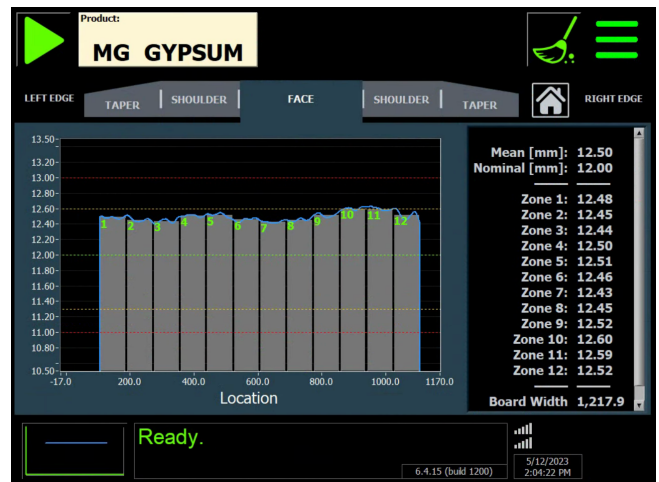 Product:
MG GYPSUM
LEFT EDGE
TAPER
SHOULDER
FACE
SHOULDER
TAPER
RIGHT EDGE
13.50
13.20
13.00
12.80
12.60
12.40
12.20
12.00
11.80
11.60
11.40
11.20
11.00
10.80
10.50
1
2
3
4
5
6
7
8
9
10
11
12
-17.0
200.0
400.0
600.0
800.0
1000.0
1170.0
Location
Mean [mm]: 12.50
Nominal [mm]: 12.00
Zone 1: 12.48
Zone 2: 12.45
Zone 3: 12.44
Zone 4: 12.50
Zone 5: 12.51
Zone 6: 12.46
Zone 7: 12.43
Zone 8: 12.45
Zone 9: 12.52
Zone 10: 12.60
Zone 11: 12.59
Zone 12: 12.52
Board Width 1,217.9
Ready.
6.4.15 (build 1200)
5/12/2023
2:04:22 PM